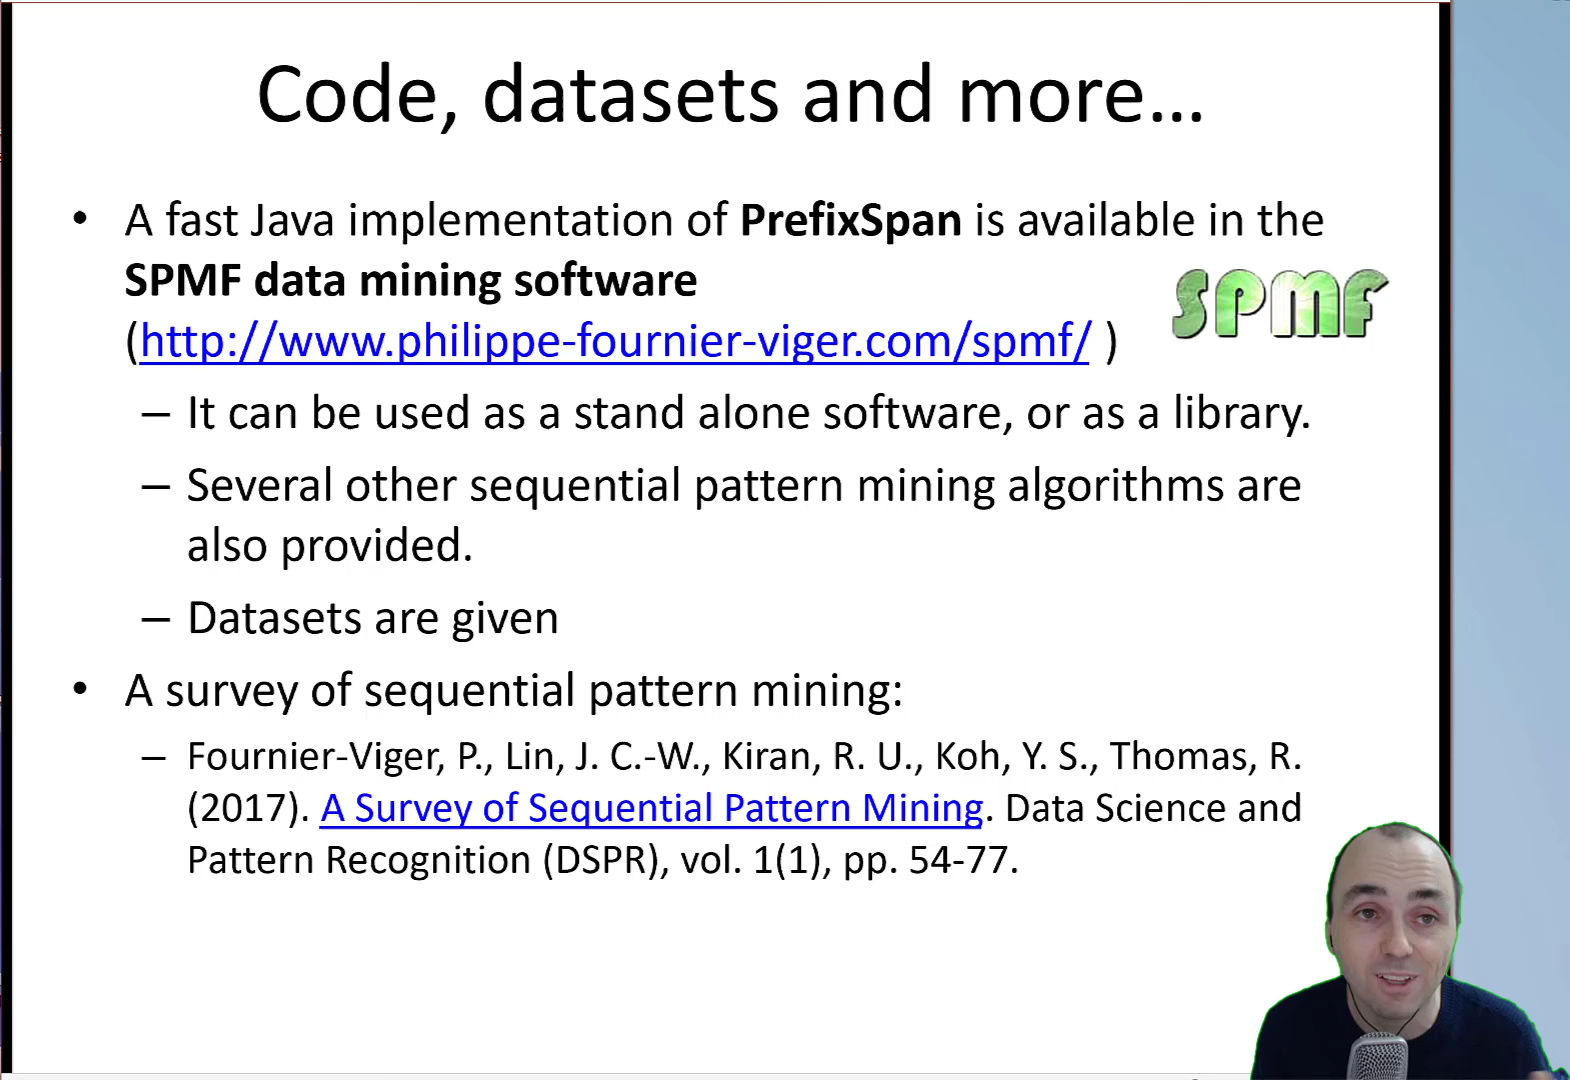 Code, datasets and more...
• A fast Java implementation of PrefixSpan is available in the
SPMF data mining software
(http://www.philippe-fournier-viger.com/spmf/ )
SPMF
– It can be used as a stand alone software, or as a library.
– Several other sequential pattern mining algorithms are
also provided.
– Datasets are given
• A survey of sequential pattern mining:
– Fournier-Viger, P., Lin, J. C.-W., Kiran, R. U., Koh, Y. S., Thomas, R.
(2017). A Survey of Sequential Pattern Mining. Data Science and
Pattern Recognition (DSPR), vol. 1(1), pp. 54-77.